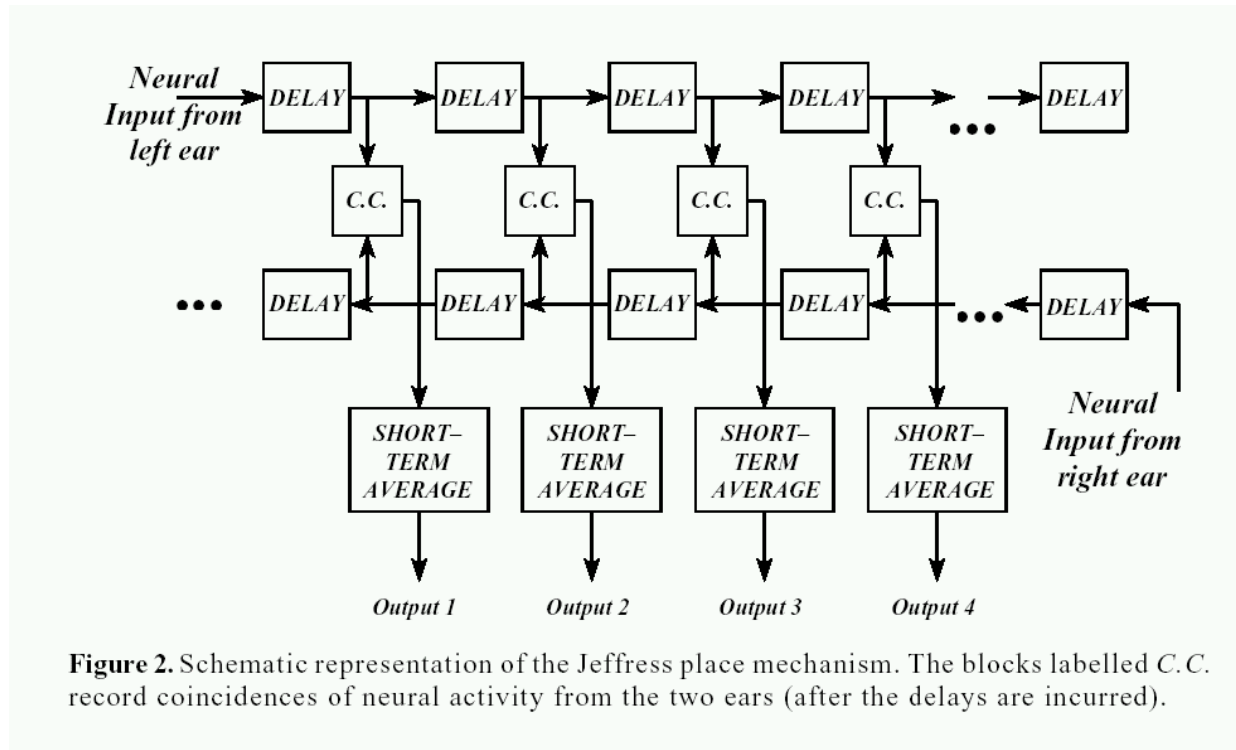 Neural
Input from
left ear
DELAY DELAY DELAY DELAY ... DELAY
C.C. C.C. C.C. C.C.
... DELAY DELAY DELAY DELAY ... DELAY
Neural
Input from
right ear
SHORT–
TERM
AVERAGE
SHORT–
TERM
AVERAGE
SHORT–
TERM
AVERAGE
SHORT–
TERM
AVERAGE
Output 1 Output 2 Output 3 Output 4
Figure 2. Schematic representation of the Jeffress place mechanism. The blocks labelled C.C.
record coincidences of neural activity from the two ears (after the delays are incurred).